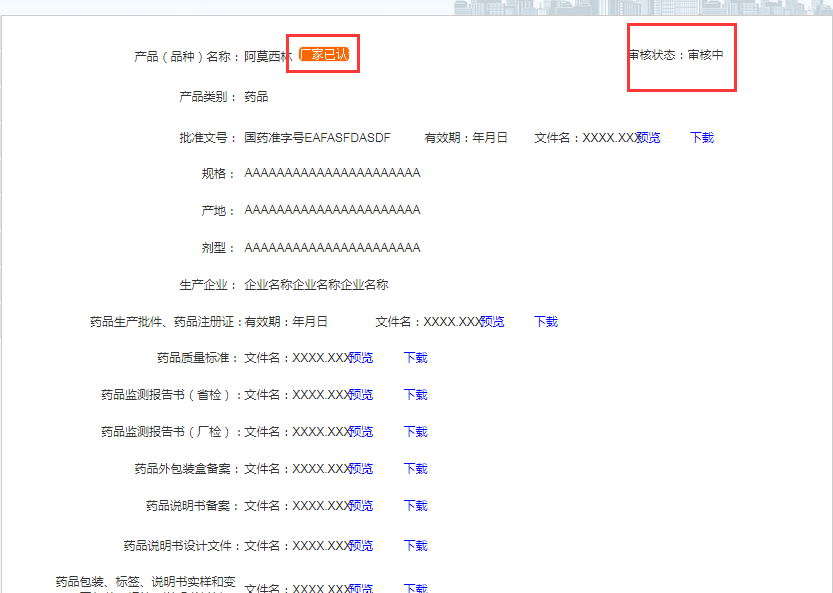 产品（品种）名称： 阿莫西林 厂家已认 审核状态：审核中
产品类别： 药品
批准文号： 国药准字号EAFASFDASDF 有效期：年月日 文件名：XXXX.XXX预览 下载
规格： AAAAAAAAAAAAAAAAAAAAAA
产地： AAAAAAAAAAAAAAAAAAAAAA
剂型： AAAAAAAAAAAAAAAAAAAAAA
生产企业： 企业名称企业名称企业名称
药品生产批件、药品注册证：有效期：年月日 文件名：XXXX.XXX预览 下载
药品质量标准：文件名：XXXX.XXX预览 下载
药品监测报告书（省检）：文件名：XXXX.XXX预览 下载
药品监测报告书（厂检）：文件名：XXXX.XXX预览 下载
药品外包装盒备案：文件名：XXXX.XXX预览 下载
药品说明书备案：文件名：XXXX.XXX预览 下载
药品说明书设计文件：文件名：XXXX.XXX预览 下载
药品包装、标签、说明书实样和变
文件名：XXXX.XXX预览 下载